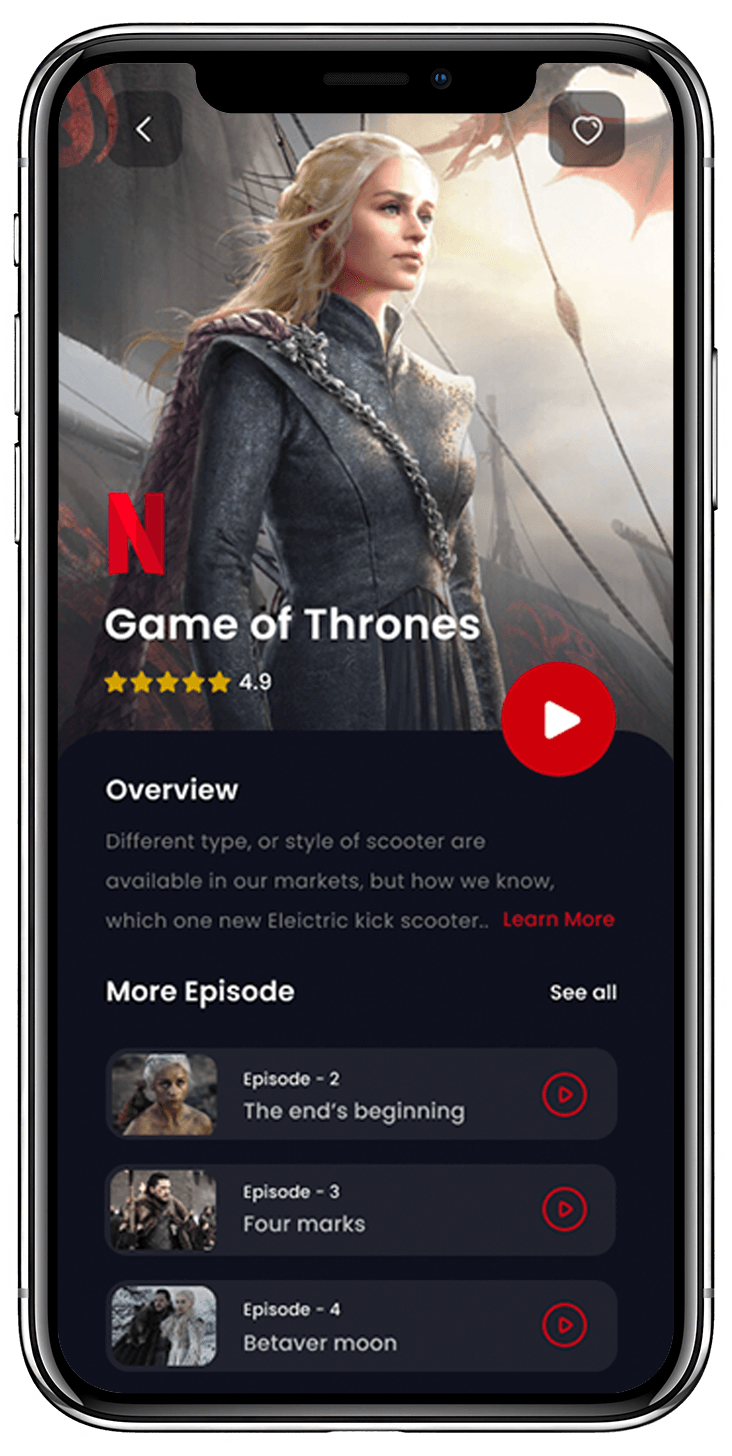 N
Game of Thrones
4.9
Overview
Different type, or style of scooter are
available in our markets, but how we know,
which one new Eleictric kick scooter.. Learn More
More Episode
See all
Episode - 2
The end's beginning
Episode - 3
Four marks
Episode - 4
Betaver moon